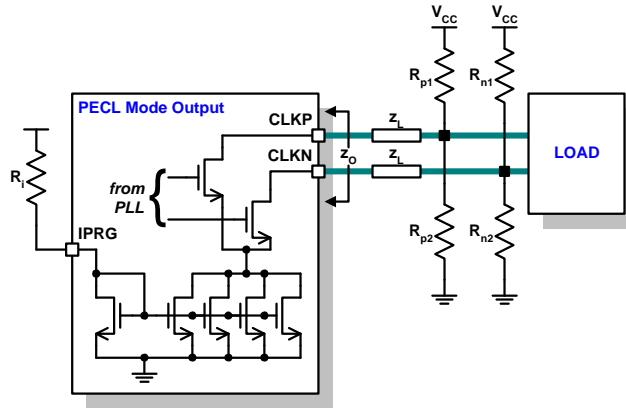 VCC VCC
Rp1
Rn1
PECL Mode Output
CLKP
zL
CLKN
zO
zL
LOAD
Ri
from
PLL
IPRG
Rp2
Rn2